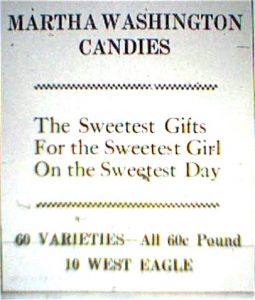 MARTHA WASHINGTON
CANDIES
The Sweetest Gifts
For the Sweetest Girl
On the Sweetest Day
60 VARIETIES—All 60c Pound
10 WEST EAGLE